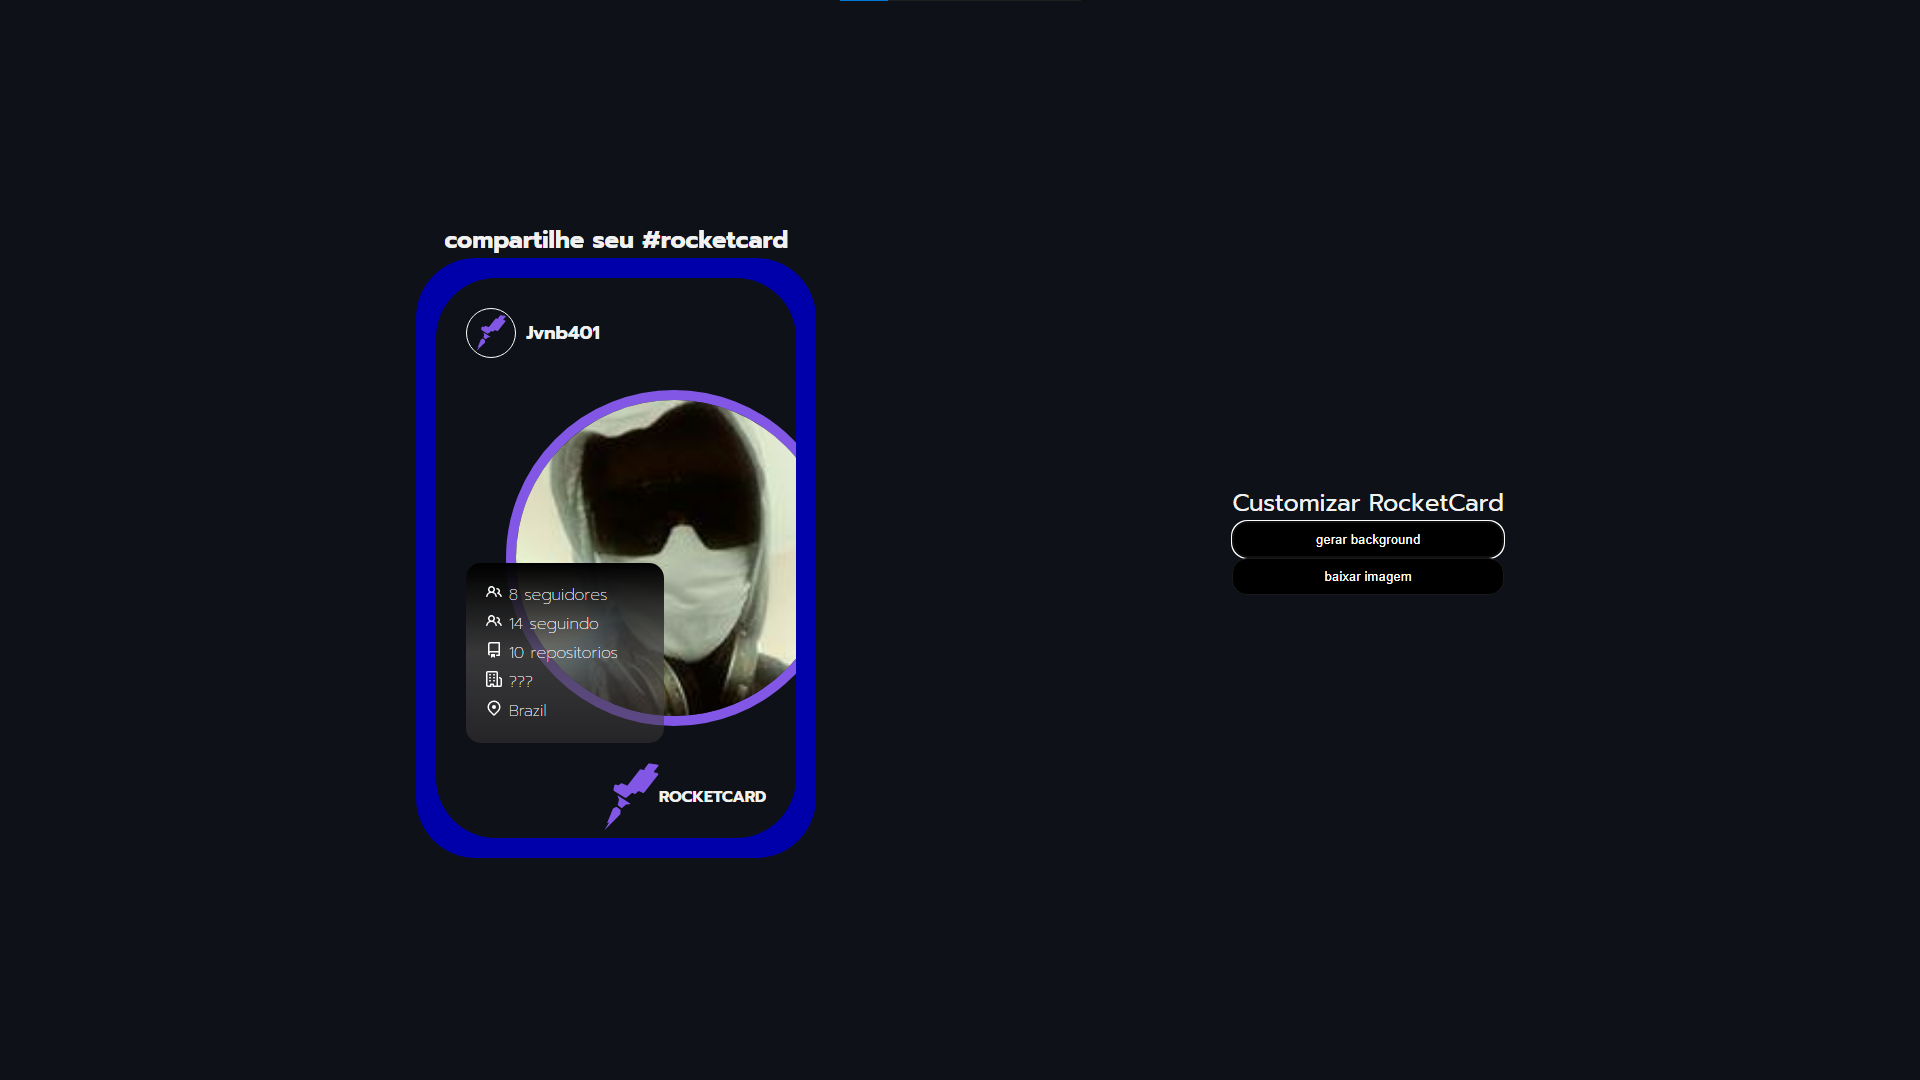 compartilhe seu #rocketcard
Jvnb401
8 seguidores
14 seguindo
10 repositorios
???
Brazil
ROCKETCARD
Customizar RocketCard
gerar background
baixar imagem